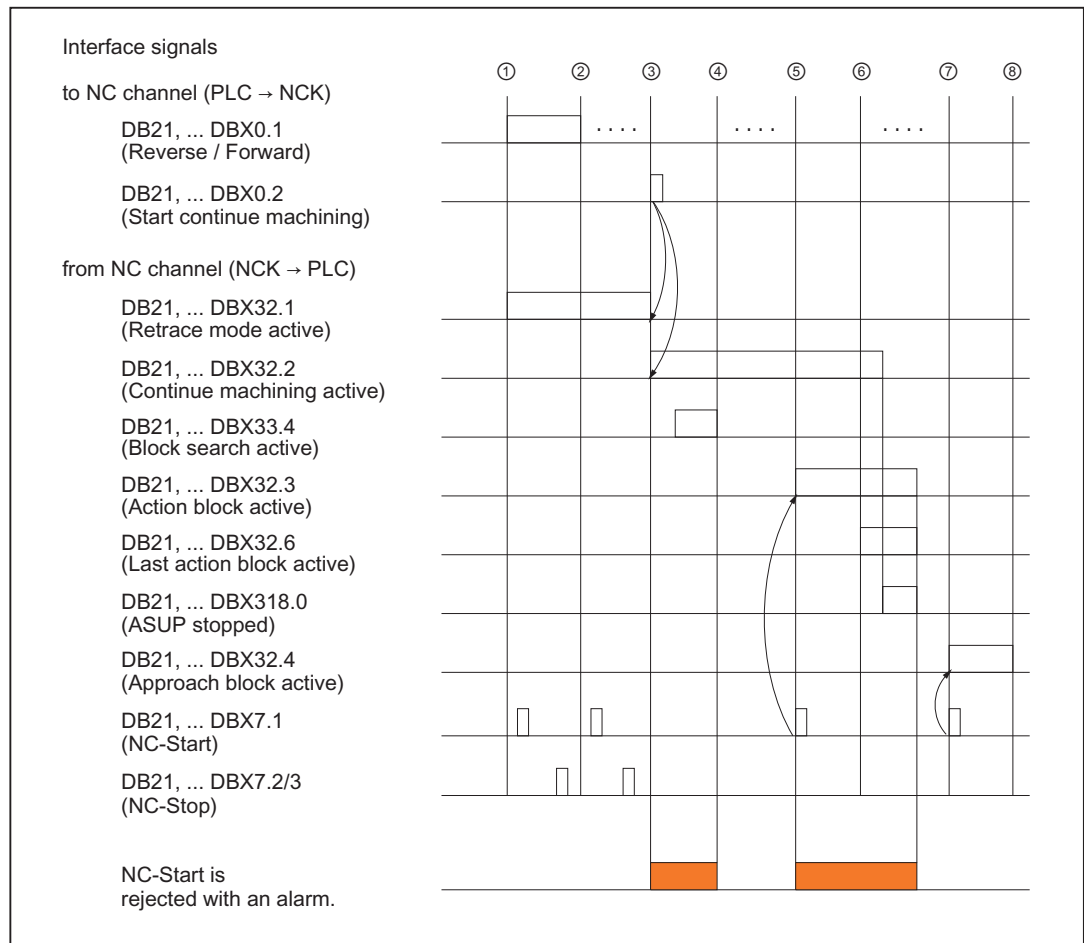 Interface signals
① ② ③ ④ ⑤ ⑥ ⑦ ⑧
to NC channel (PLC → NCK)
DB21, ... DBX0.1
(Reverse / Forward)
. . . . . . . . . . . .
DB21, ... DBX0.2
(Start continue machining)
from NC channel (NCK → PLC)
DB21, ... DBX32.1
(Retrace mode active)
DB21, ... DBX32.2
(Continue machining active)
DB21, ... DBX33.4
(Block search active)
DB21, ... DBX32.3
(Action block active)
DB21, ... DBX32.6
(Last action block active)
DB21, ... DBX318.0
(ASUP stopped)
DB21, ... DBX32.4
(Approach block active)
DB21, ... DBX7.1
(NC-Start)
DB21, ... DBX7.2/3
(NC-Stop)
NC-Start is
rejected with an alarm.